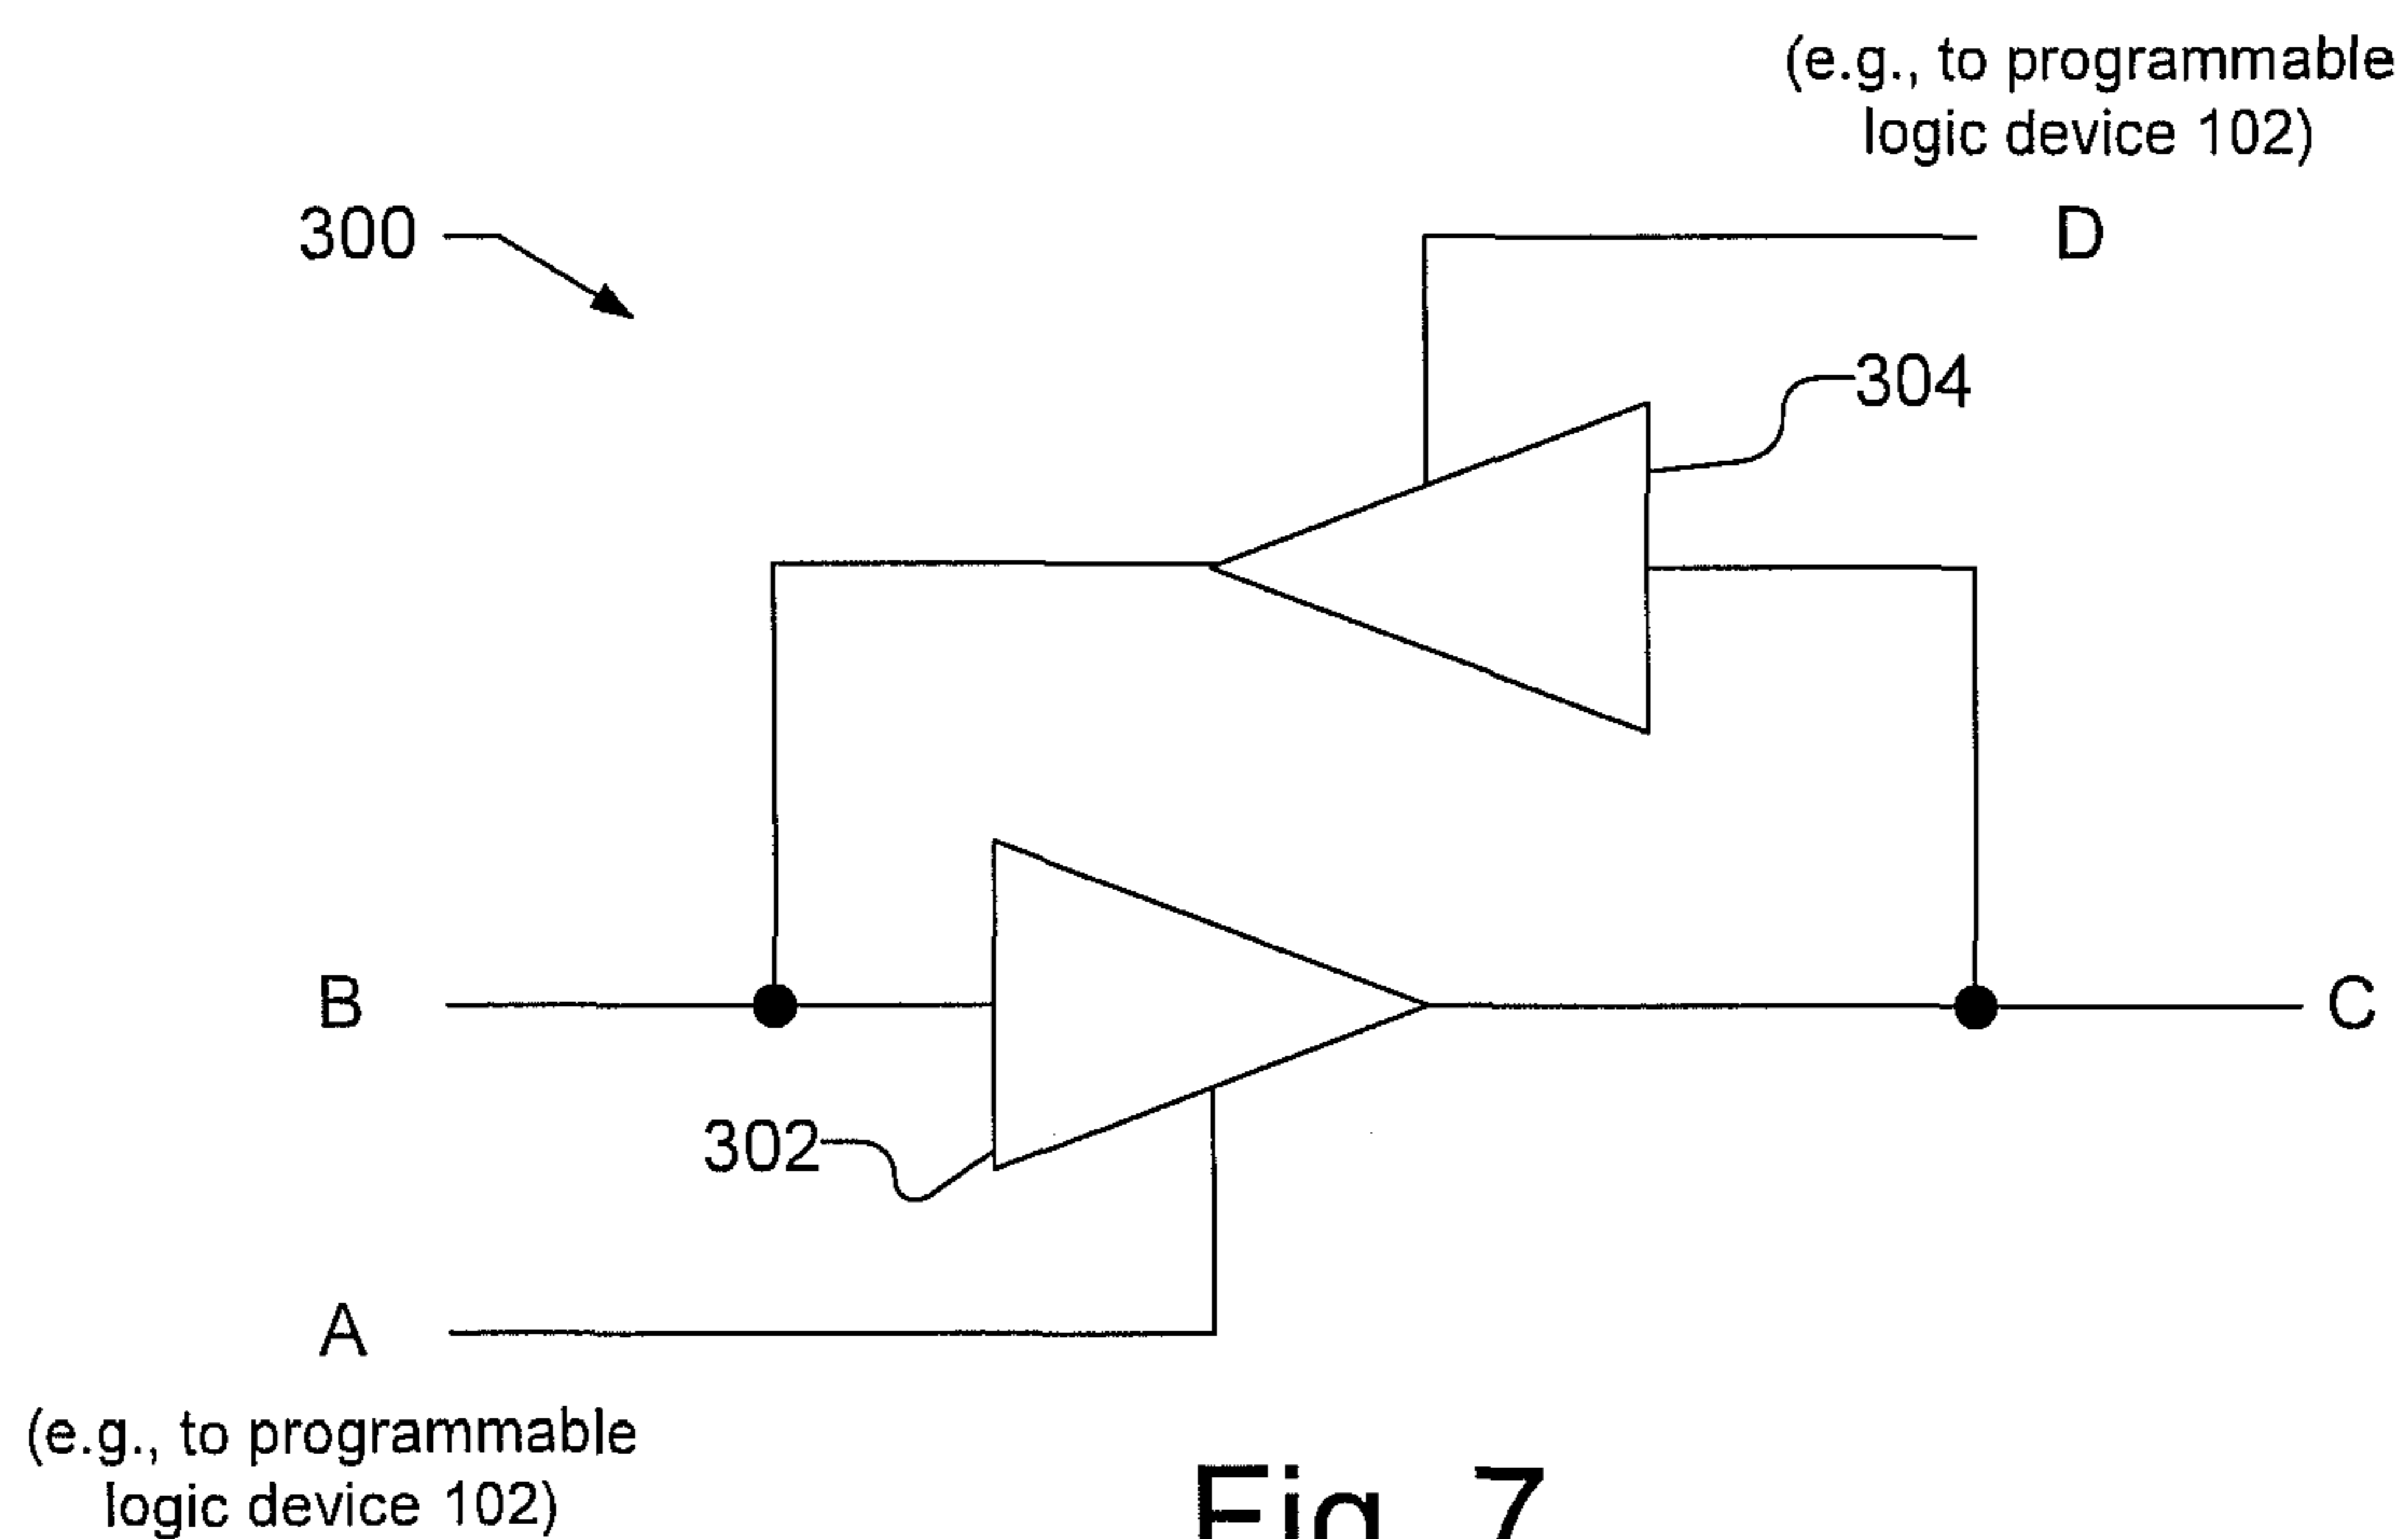 (e.g., to programmable
logic device 102)
300
D
304
B
C
302
A
(e.g., to programmable
logic device 102)
Fig. 7